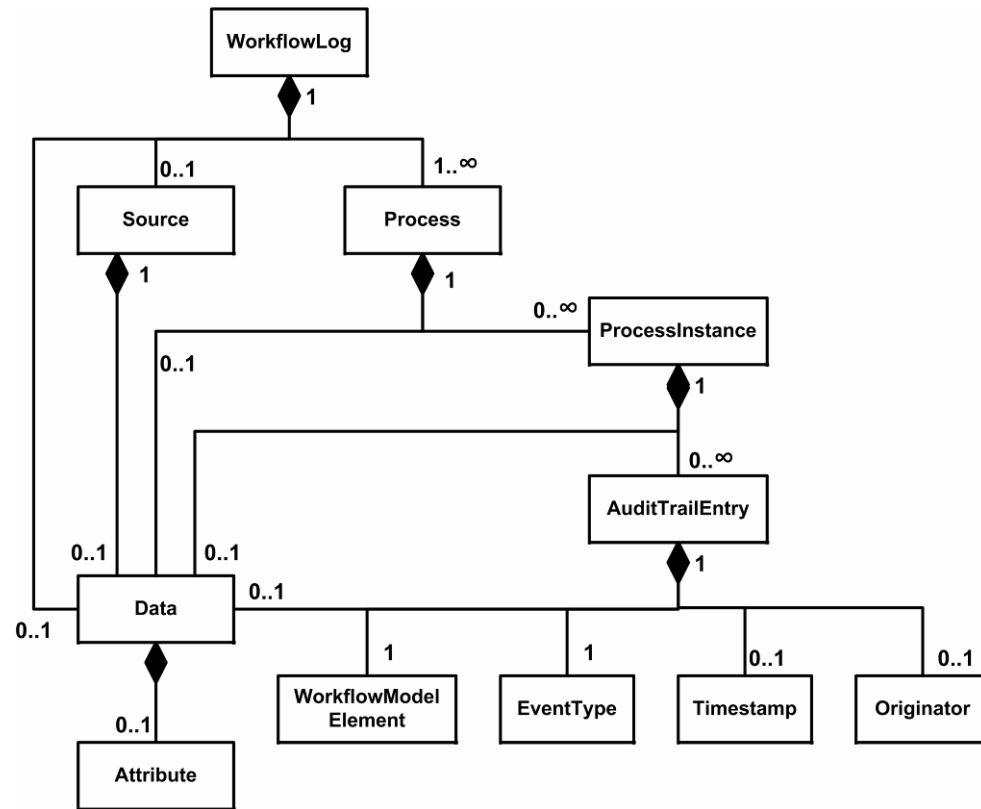 WorkflowLog
1
0..1
1..∞
Source
Process
1
1
0..∞
ProcessInstance
0..1
1
0..∞
AuditTrailEntry
0..1
0..1
1
Data
0..1
0..1
1
1
0..1
0..1
WorkflowModel
Element
EventType
Timestamp
Originator
0..1
Attribute